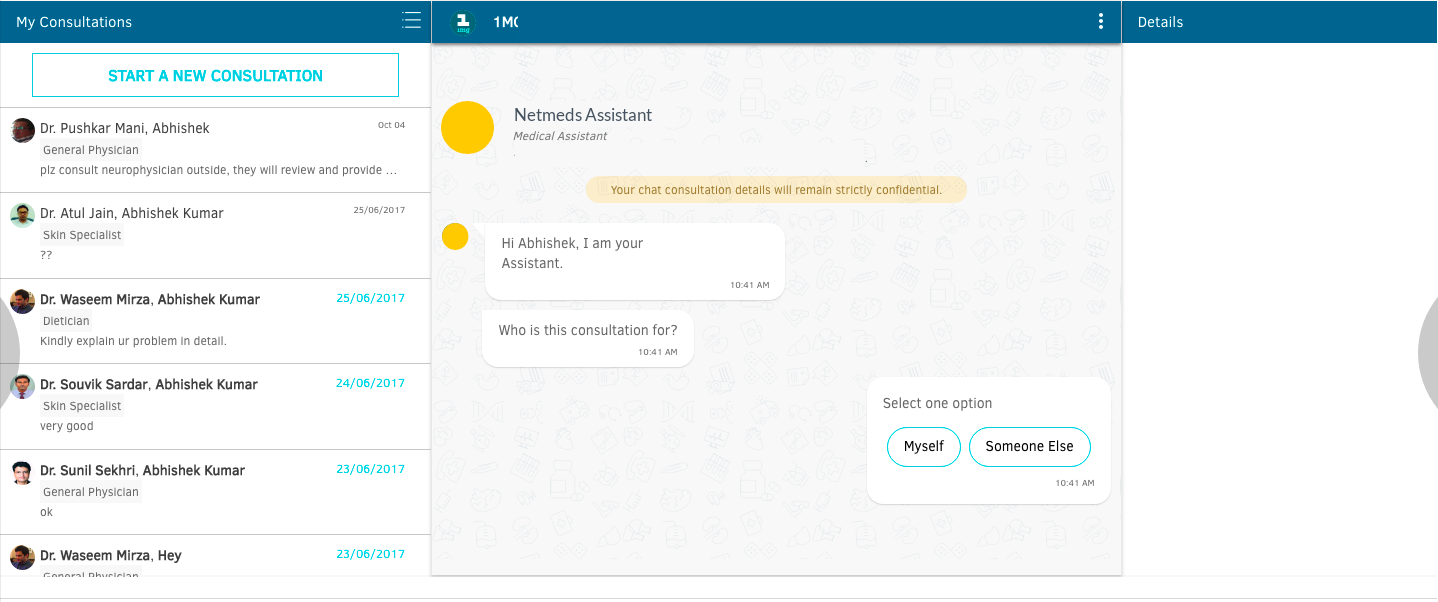 My Consultations
START A NEW CONSULTATION
Dr. Pushkar Mani, Abhishek
Oct 04
General Physician
plz consult neurophysician outside, they will review and provide ...
Dr. Atul Jain, Abhishek Kumar
25/06/2017
Skin Specialist
??
Dr. Waseem Mirza, Abhishek Kumar
25/06/2017
Dietician
Kindly explain ur problem in detail.
Dr. Souvik Sardar, Abhishek Kumar
24/06/2017
Skin Specialist
very good
Dr. Sunil Sekhri, Abhishek Kumar
23/06/2017
General Physician
ok
Dr. Waseem Mirza, Hey
23/06/2017
General Physician
1
mg
1M
Netmeds Assistant
Medical Assistant
Your chat consultation details will remain strictly confidential.
Hi Abhishek, I am your
Assistant.
10:41 AM
Who is this consultation for?
10:41 AM
Select one option
Myself
Someone Else
10:41 AM
Details